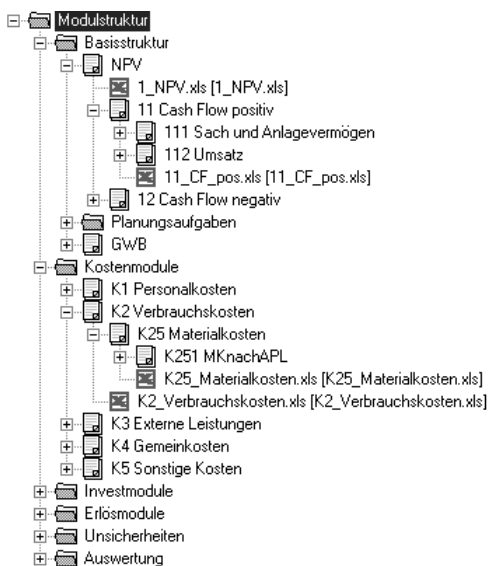 Modulstruktur
Basisstruktur
NPV
1_NPV.xls [1_NPV.xls]
11 Cash Flow positiv
111 Sach und Anlagevermögen
112 Umsatz
11_CF_pos.xls [11_CF_pos.xls]
12 Cash Flow negativ
Planungsaufgaben
GWB
Kostenmodule
K1 Personalkosten
K2 Verbrauchskosten
K25 Materialkosten
K251 MKnachAPL
K25_Materialkosten.xls [K25_Materialkosten.xls]
K2_Verbrauchskosten.xls [K2_Verbrauchskosten.xls]
K3 Externe Leistungen
K4 Gemeinkosten
K5 Sonstige Kosten
Investmodule
Erlösmodule
Unsicherheiten
Auswertung